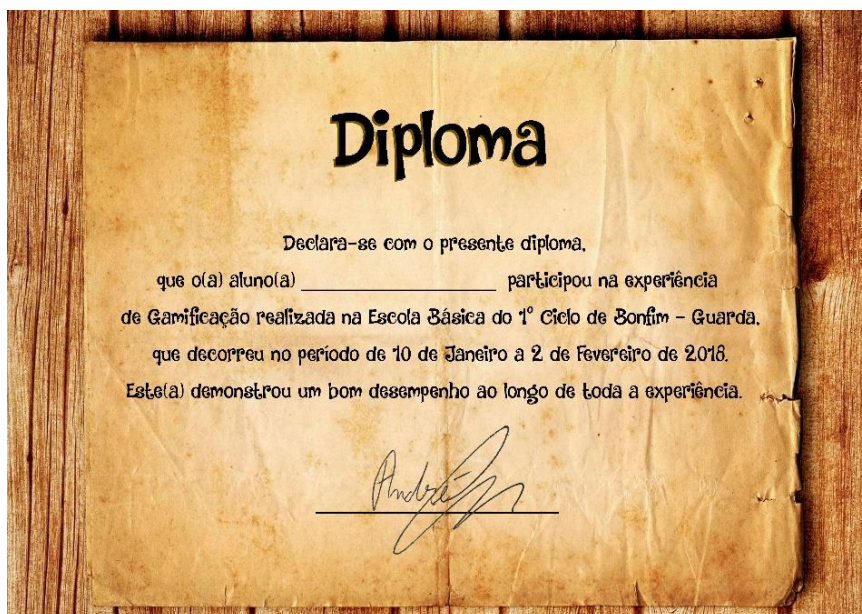 Diploma
Declara-se com o presente diploma,
que o(a) aluno(a) ____________________ participou na experiência
de Gamificação realizada na Escola Básica do 1º Ciclo de Bonfim - Guarda,
que decorreu no período de 10 de Janeiro a 2 de Fevereiro de 2018.
Este(a) demonstrou um bom desempenho ao longo de toda a experiência.
André